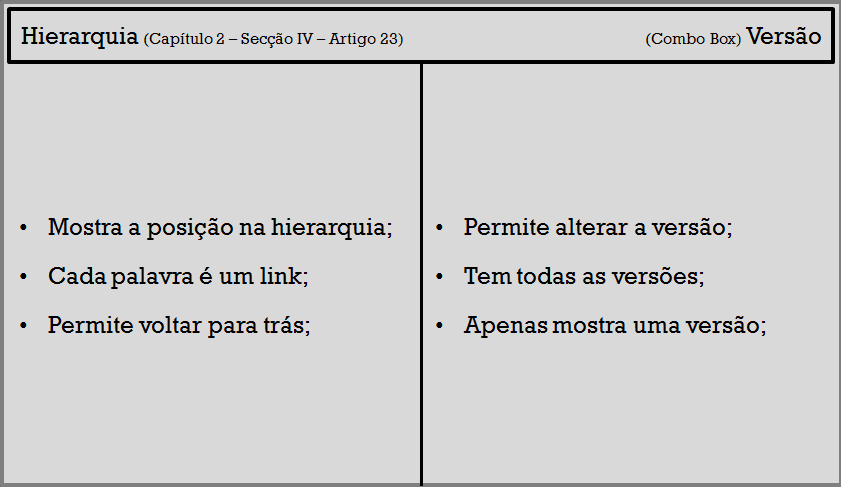 Hierarquia (Capítulo 2 – Secção IV – Artigo 23)
(Combo Box) Versão
• Mostra a posição na hierarquia;
• Cada palavra é um link;
• Permite voltar para trás;
• Permite alterar a versão;
• Tem todas as versões;
• Apenas mostra uma versão;